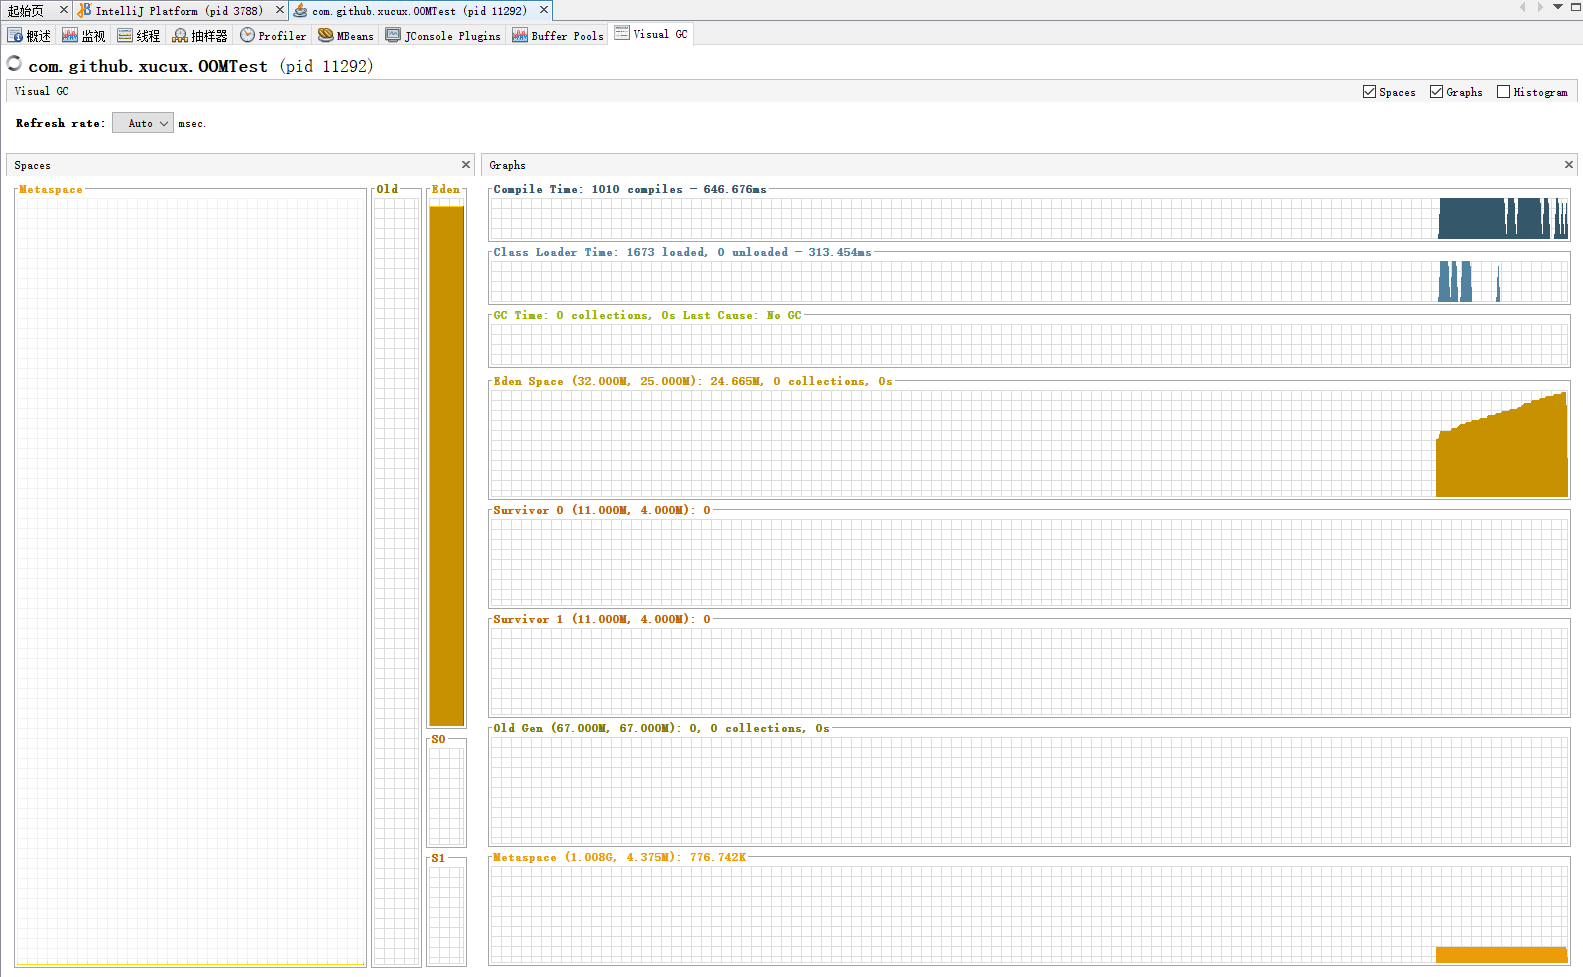 起始页 IntelliJ Platform (pid 3788) com.github.xucux.OOMTest (pid 11292)
概述 监视 线程 抽样器 Profiler MBeans JConsole Plugins Buffer Pools Visual GC
com.github.xucux.OOMTest (pid 11292)
Visual GC Spaces Graphs Histogram
Refresh rate: Auto msec.
Spaces Graphs
Metaspace Old Eden
S0
S1
Compile Time: 1010 compiles - 646.676ms
Class Loader Time: 1673 loaded, 0 unloaded - 313.454ms
GC Time: 0 collections, 0s Last Cause: No GC
Eden Space (32.000M, 25.000M): 24.665M, 0 collections, 0s
Survivor 0 (11.000M, 4.000M): 0
Survivor 1 (11.000M, 4.000M): 0
Old Gen (67.000M, 67.000M): 0, 0 collections, 0s
Metaspace (1.008G, 4.375M): 776.742K